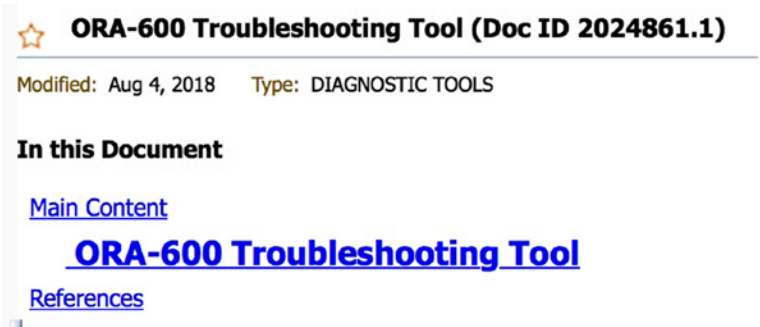 ORA-600 Troubleshooting Tool (Doc ID 2024861.1)
Modified: Aug 4, 2018 Type: DIAGNOSTIC TOOLS
In this Document
Main Content
ORA-600 Troubleshooting Tool
References